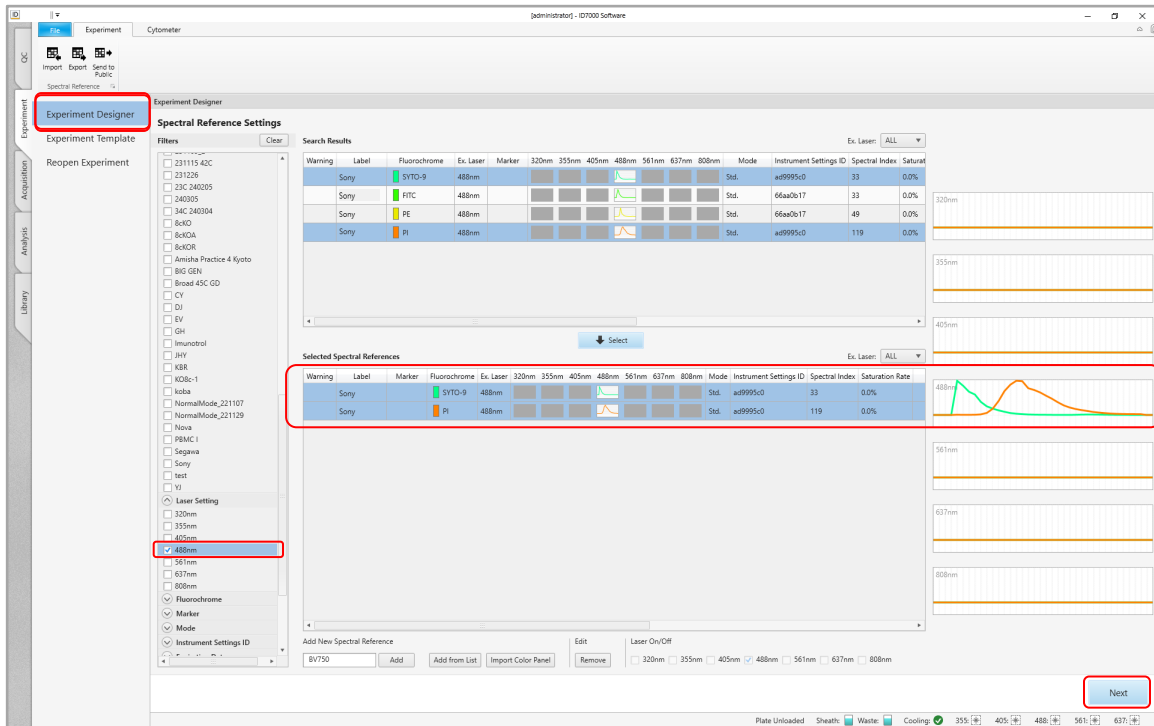 ID
[administrator] - ID7000 Software
File Experiment Cytometer
Import Export Send to Public
Spectral Reference
QC
Experiment
Acquisition
Analysis
Library
Experiment Designer
Experiment Template
Reopen Experiment
Experiment Designer
Spectral Reference Settings
Filters Clear
231115 42C
231226
23C 240205
240305
34C 240304
8cKO
8cKOA
8cKOR
Amisha Practice 4 Kyoto
BIG GEN
Broad 45C GD
CY
DJ
EV
GH
Imunotrol
JHY
KBR
KO8c-1
koba
NormalMode_221107
NormalMode_221129
Nova
PBMC I
Segawa
Sony
test
YJ
Laser Setting
320nm
355nm
405nm
488nm
561nm
637nm
808nm
Fluorochrome
Marker
Mode
Instrument Settings ID
Search Results Ex. Laser: ALL
Warning Label Fluorochrome Ex. Laser Marker 320nm 355nm 405nm 488nm 561nm 637nm 808nm Mode Instrument Settings ID Spectral Index Saturat
Sony SYTO-9 488nm Std. ad9995c0 33 0.0%
Sony FITC 488nm Std. 66aa0b17 33 0.0%
Sony PE 488nm Std. 66aa0b17 49 0.0%
Sony PI 488nm Std. ad9995c0 119 0.0%
Select
Selected Spectral References Ex. Laser: ALL
Warning Label Marker Fluorochrome Ex. Laser 320nm 355nm 405nm 488nm 561nm 637nm 808nm Mode Instrument Settings ID Spectral Index Saturation Rate
Sony SYTO-9 488nm Std. ad9995c0 33 0.0%
Sony PI 488nm Std. ad9995c0 119 0.0%
320nm
355nm
405nm
488nm
561nm
637nm
808nm
Add New Spectral Reference Edit Laser On/Off
BV750 Add Add from List Import Color Panel Remove 320nm 355nm 405nm 488nm 561nm 637nm 808nm
Next
Plate Unloaded Sheath: Waste: Cooling: 355: 405: 488: 561: 637: